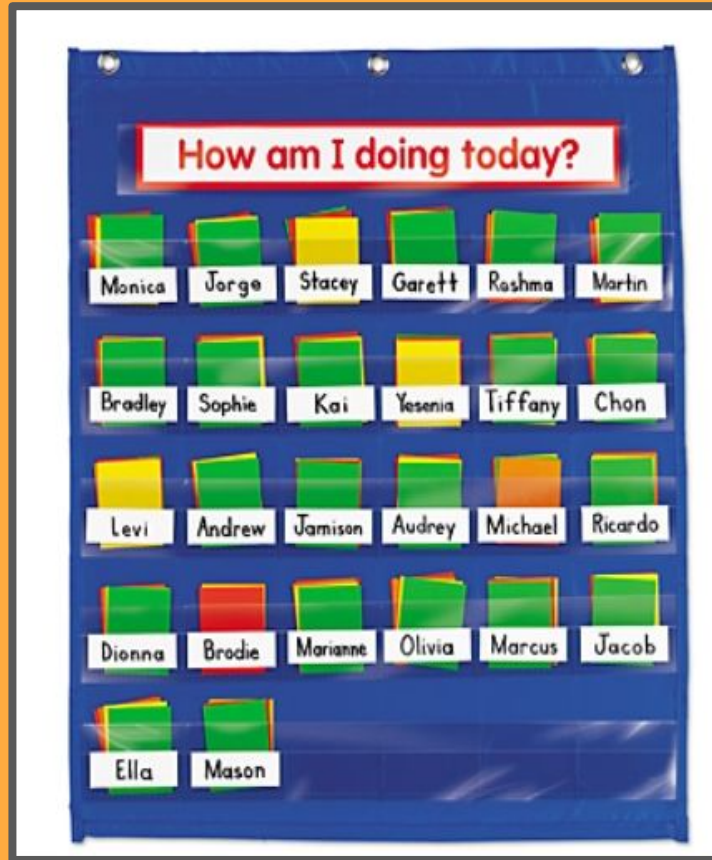 How am I doing today?
Monica Jorge Stacey Garett Rashma Martin
Bradley Sophie Kai Yesenia Tiffany Chon
Levi Andrew Jamison Audrey Michael Ricardo
Dionna Brodie Marianne Olivia Marcus Jacob
Ella Mason